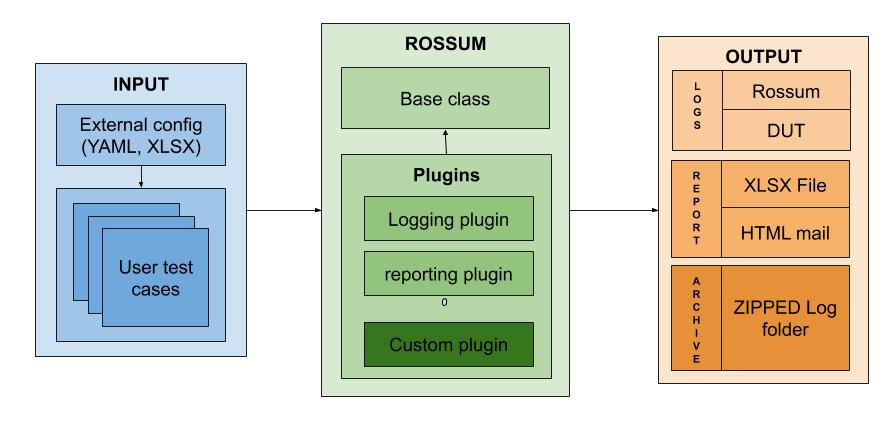 INPUT
External config
(YAML, XLSX)
User test
cases
ROSSUM
Base class
Plugins
Logging plugin
reporting plugin
0
Custom plugin
OUTPUT
LOGS
Rossum
DUT
REPORT
XLSX File
HTML mail
ARCHIVE
ZIPPED Log
folder